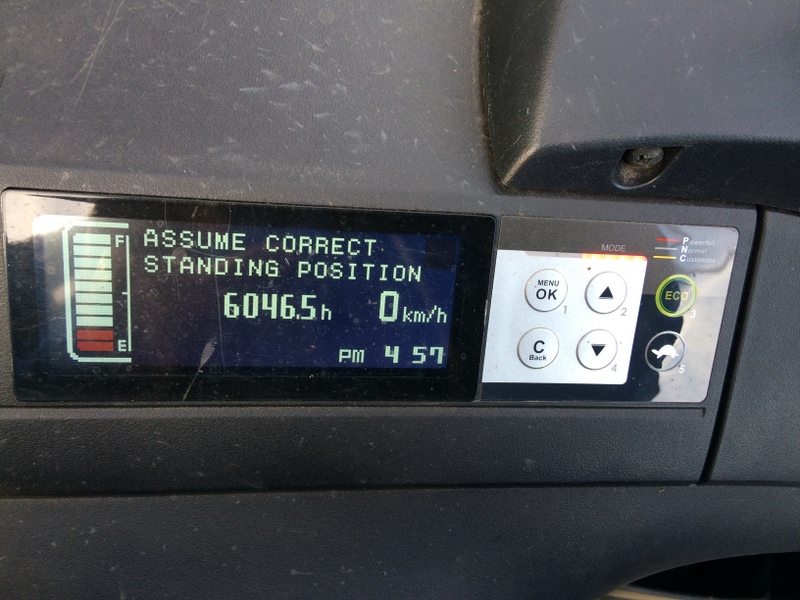 F
ASSUME CORRECT
STANDING POSITION
6046.5h 0km/h
E
PM 4 57
MODE
Powerful
Normal
Customize
P
N
C
MENU
OK 1
2
ECO 3
C
Back
4
5